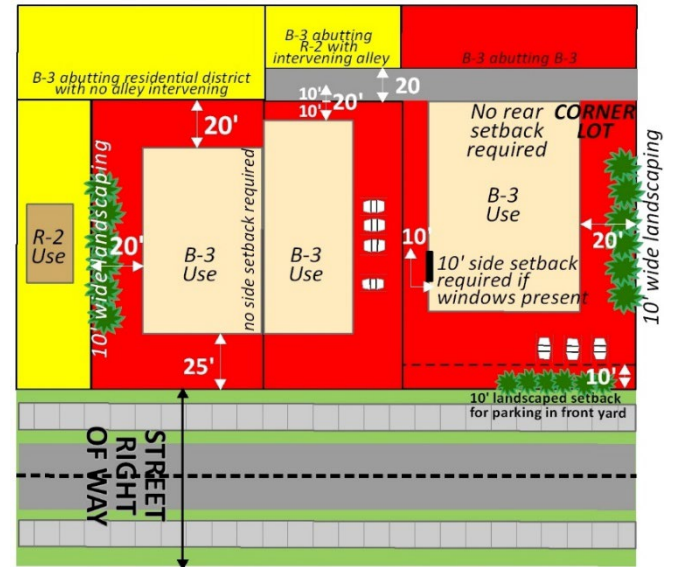 B-3 abutting
R-2 with
intervening alley
B-3 abutting B-3
B-3 abutting residential district
with no alley intervening
20
10'
20'
10'
20'
No rear
setback
required
CORNER
LOT
10' wide landscaping
no side setback required
10' wide landscaping
R-2
Use
20'
B-3
Use
B-3
Use
B-3
Use
20'
10'
10' side setback
required if
windows present
25'
10'
10' landscaped setback
for parking in front yard
STREET
RIGHT
OF WAY